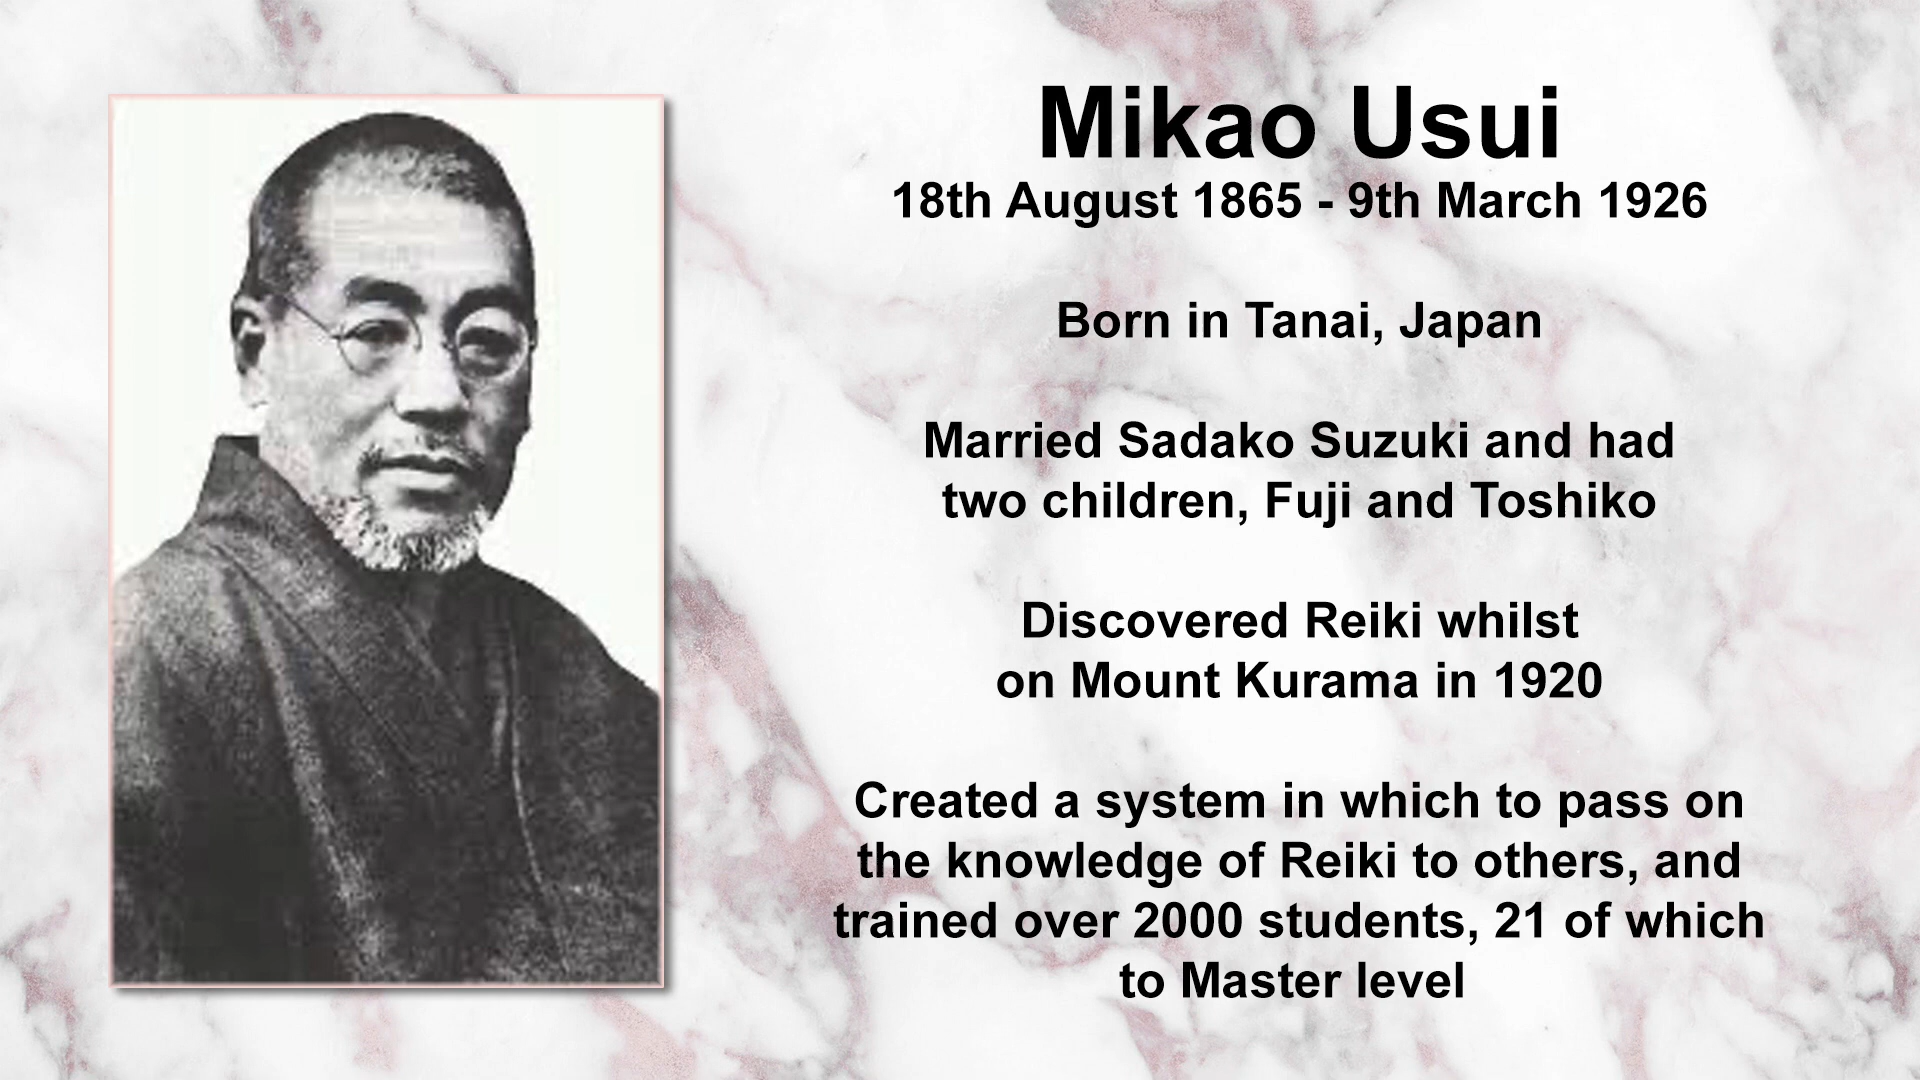 Mikao Usui
18th August 1865 - 9th March 1926
Born in Tanai, Japan
Married Sadako Suzuki and had
two children, Fuji and Toshiko
Discovered Reiki whilst
on Mount Kurama in 1920
Created a system in which to pass on
the knowledge of Reiki to others, and
trained over 2000 students, 21 of which
to Master level